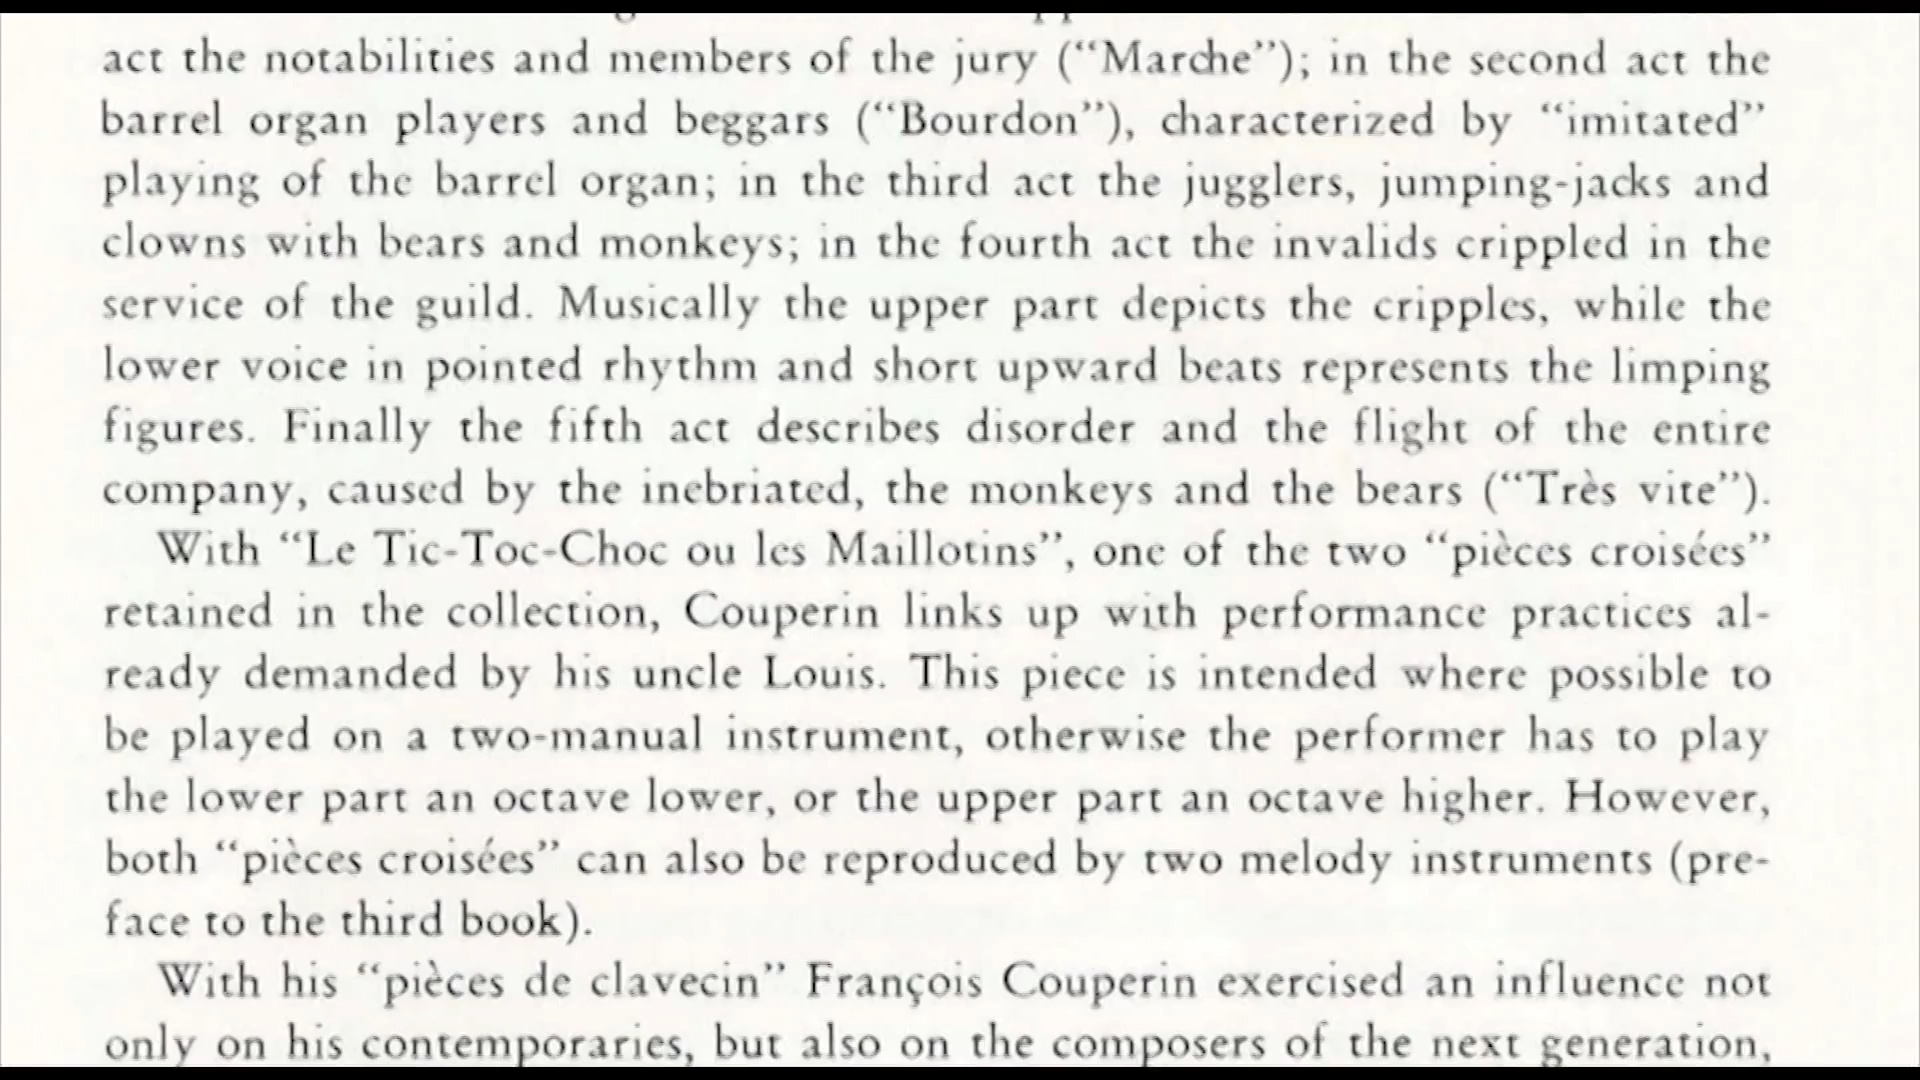 act the notabilities and members of the jury (“Marche”); in the second act the
barrel organ players and beggars (“Bourdon”), characterized by “imitated”
playing of the barrel organ; in the third act the jugglers, jumping-jacks and
clowns with bears and monkeys; in the fourth act the invalids crippled in the
service of the guild. Musically the upper part depicts the cripples, while the
lower voice in pointed rhythm and short upward beats represents the limping
figures. Finally the fifth act describes disorder and the flight of the entire
company, caused by the inebriated, the monkeys and the bears (“Très vite”).
With “Le Tic-Toc-Choc ou les Maillotins”, one of the two “pièces croisées”
retained in the collection, Couperin links up with performance practices al-
ready demanded by his uncle Louis. This piece is intended where possible to
be played on a two-manual instrument, otherwise the performer has to play
the lower part an octave lower, or the upper part an octave higher. However,
both “pièces croisées” can also be reproduced by two melody instruments (pre-
face to the third book).
With his “pièces de clavecin” François Couperin exercised an influence not
only on his contemporaries, but also on the composers of the next generation,